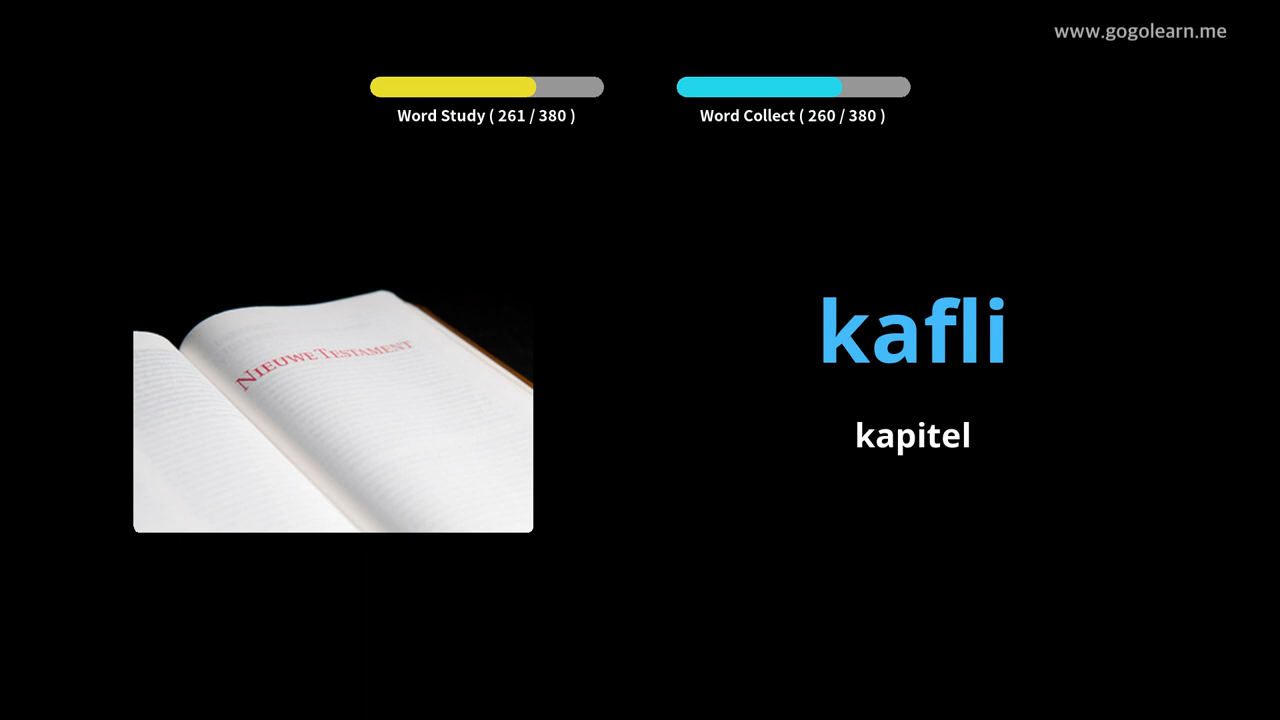 www.gogolearn.me
Word Study ( 261 / 380 )
Word Collect ( 260 / 380 )
NIEUWE TESTAMENT
kafli
kapitel